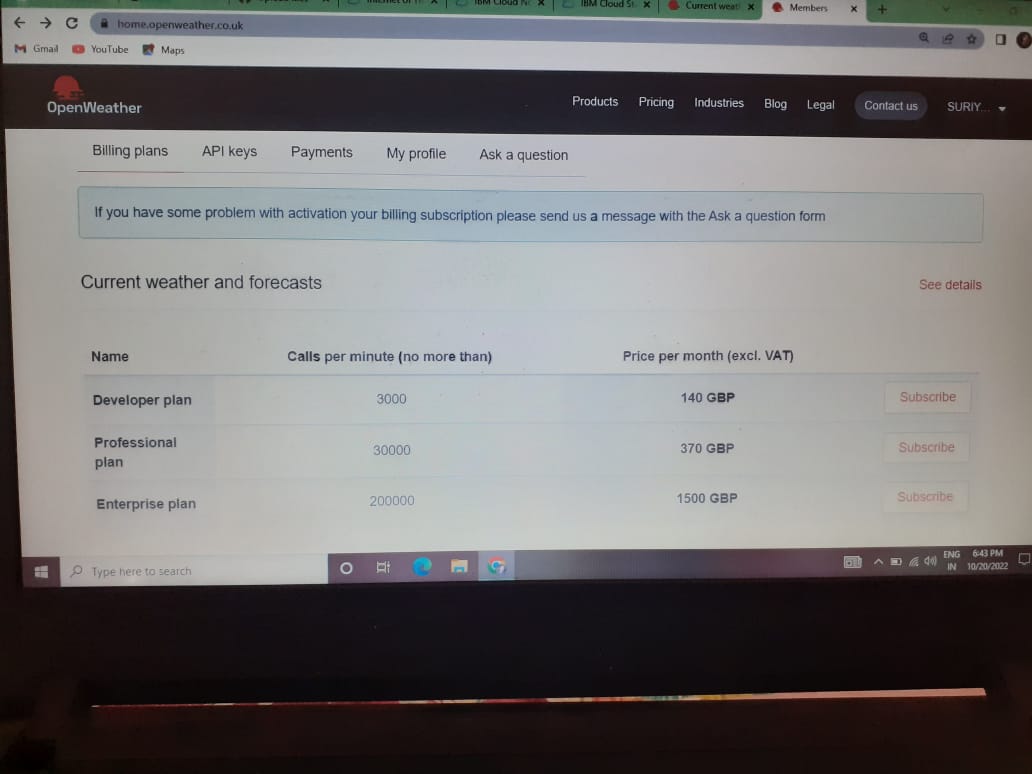 IBM Cloud St.
Current weat
Members
home.openweather.co.uk
Gmail YouTube Maps
OpenWeather
Products Pricing Industries Blog Legal Contact us SURIY...
Billing plans API keys Payments My profile Ask a question
If you have some problem with activation your billing subscription please send us a message with the Ask a question form
Current weather and forecasts See details
Name Calls per minute (no more than) Price per month (excl. VAT)
Developer plan 3000 140 GBP Subscribe
Professional
plan 30000 370 GBP Subscribe
Enterprise plan 200000 1500 GBP Subscribe
Type here to search
ENG 6:43 PM
IN 10/20/2022